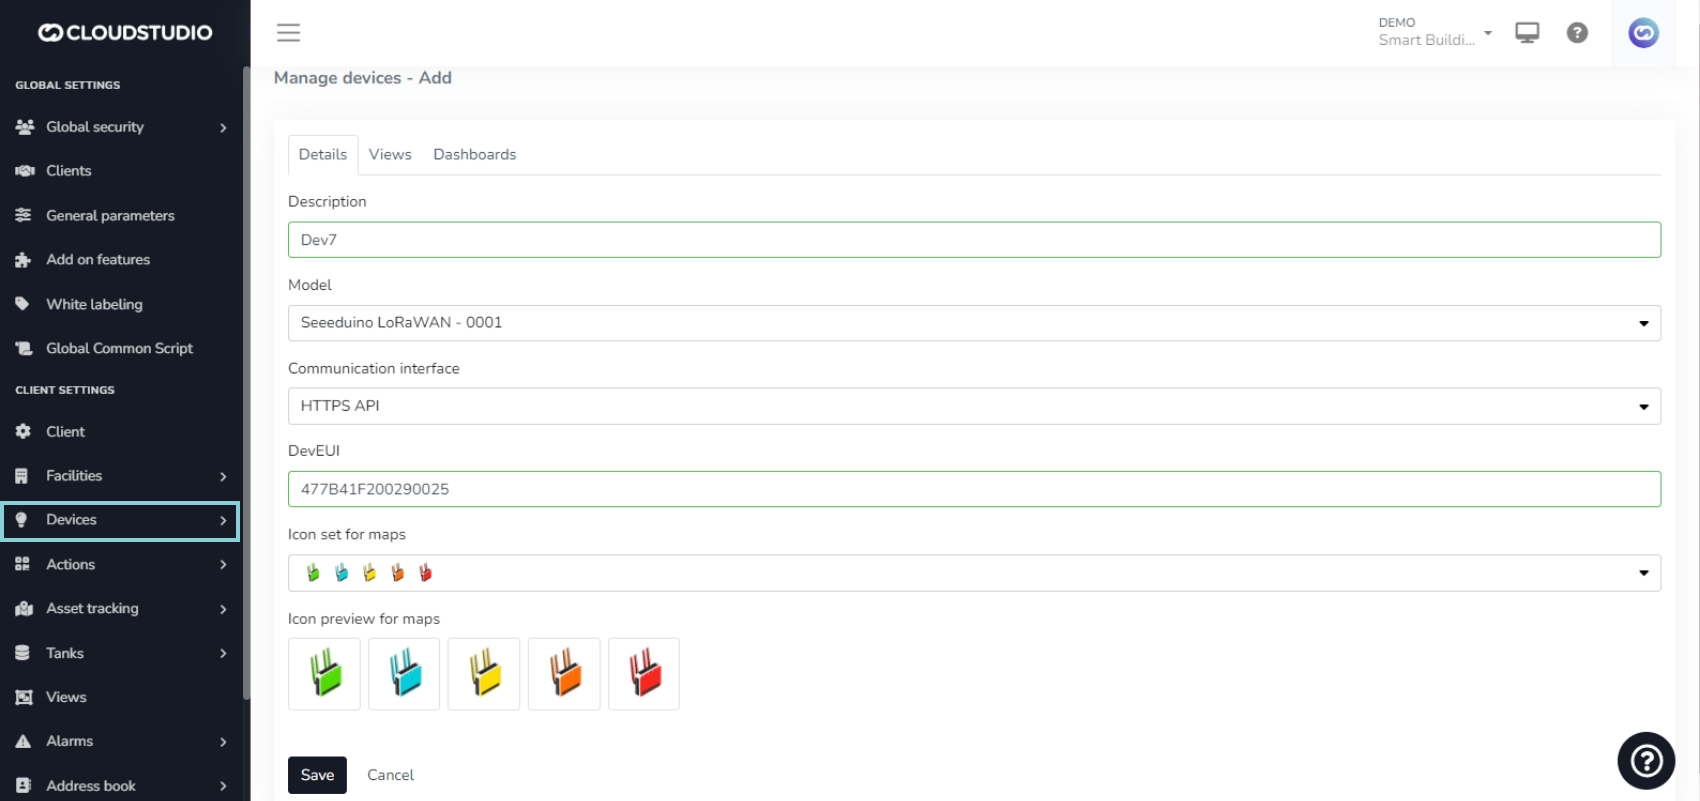 CLOUDSTUDIO
GLOBAL SETTINGS
Global security
Clients
General parameters
Add on features
White labeling
Global Common Script
CLIENT SETTINGS
Client
Facilities
Devices
Actions
Asset tracking
Tanks
Views
Alarms
Address book
DEMO
Smart Buildi...
Manage devices - Add
Details Views Dashboards
Description
Dev7
Model
Seeeduino LoRaWAN - 0001
Communication interface
HTTPS API
DevEUI
477B41F200290025
Icon set for maps
Icon preview for maps
Save Cancel